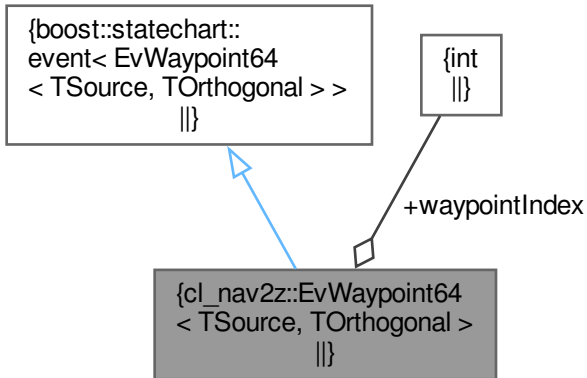 {boost::statechart::
event< EvWaypoint64
< TSource, TOrthogonal > >
||}
{int
||}
+waypointIndex
{cl_nav2z::EvWaypoint64
< TSource, TOrthogonal >
||}